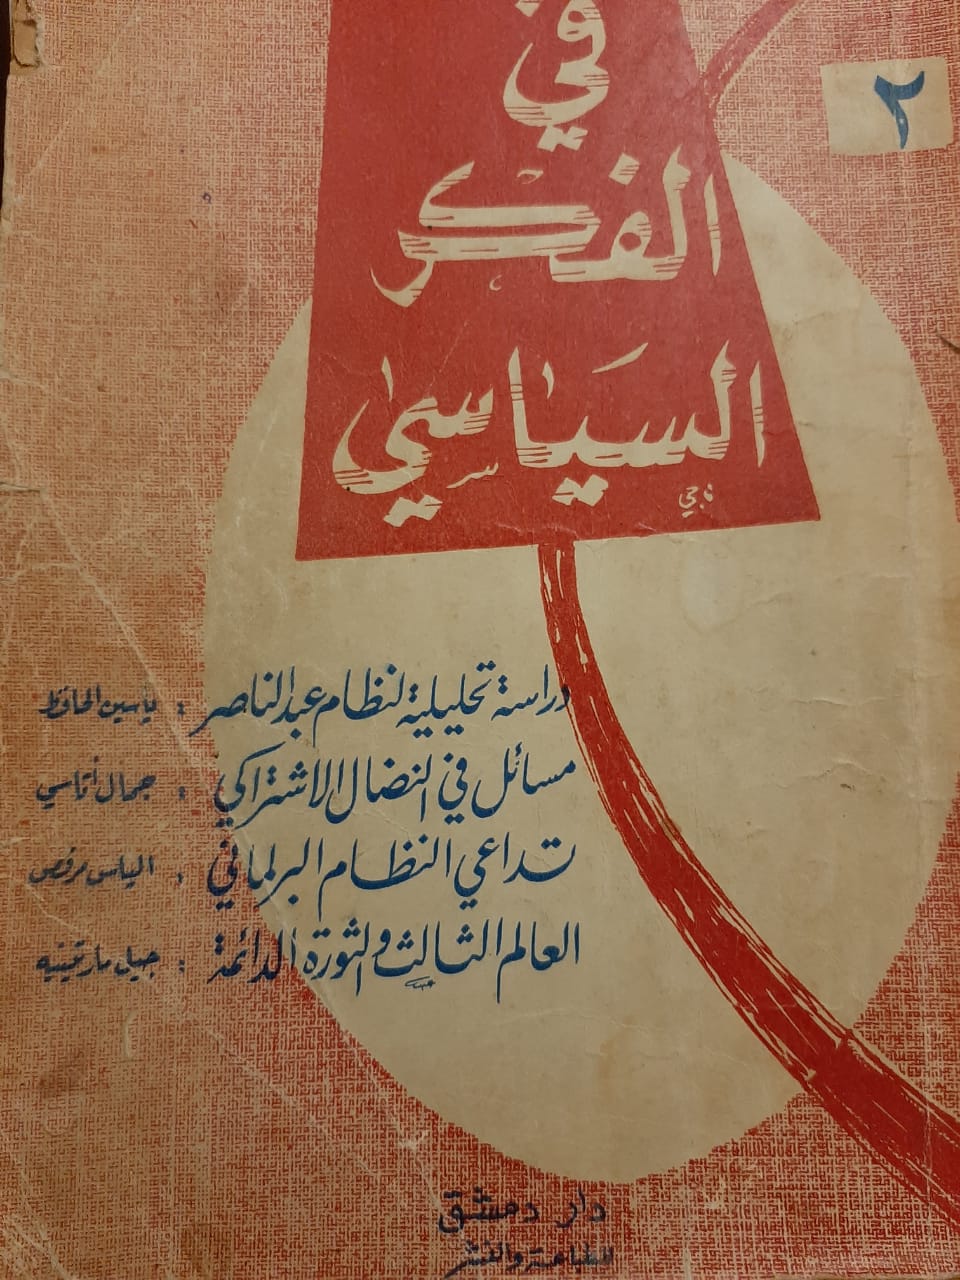 في
٢
الفكر
السياسي
ناجي
دراسة تحليلية لنظام عبد الناصر : ياسين الحافظ
مسائل في النضال الاشتراكي : جمال أتاسي
تداعي النظام البرلماني : الياس مرقص
العالم الثالث والثورة الدائمة : جيل مارتينيه
دار دمشق
للطباعة والنشر